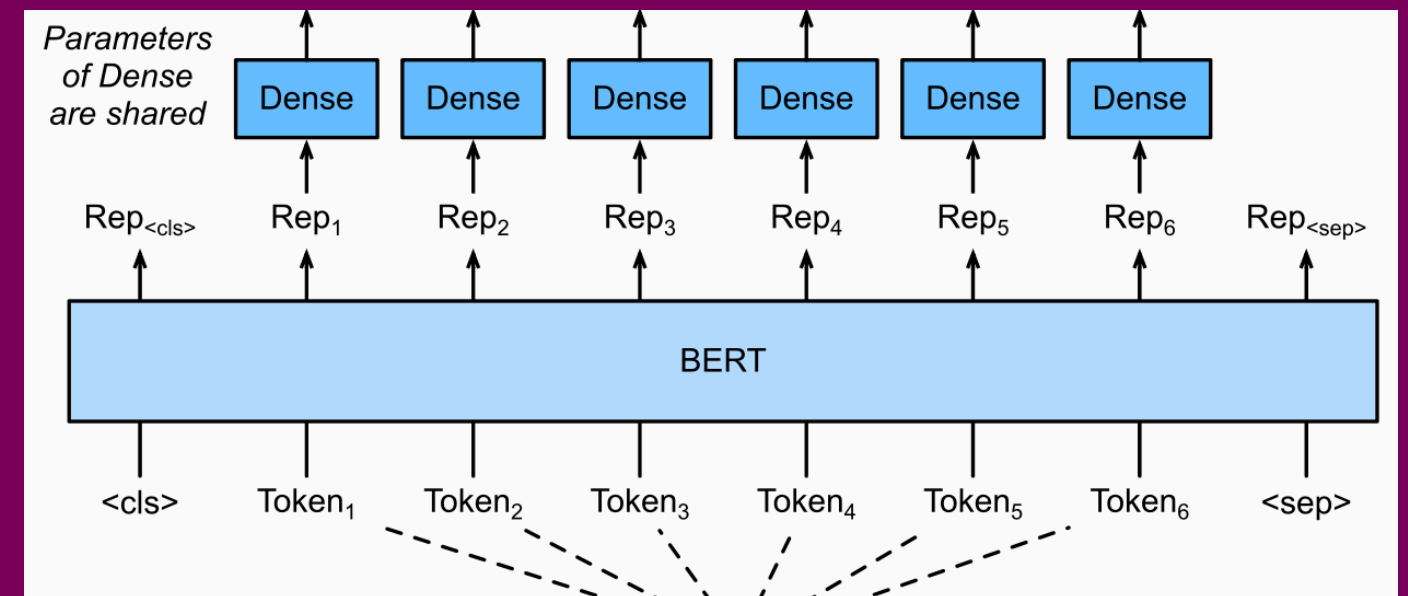 Parameters
of Dense
are shared
Dense Dense Dense Dense Dense Dense
Rep<cls> Rep₁ Rep₂ Rep₃ Rep₄ Rep₅ Rep₆ Rep<sep>
BERT
<cls> Token₁ Token₂ Token₃ Token₄ Token₅ Token₆ <sep>